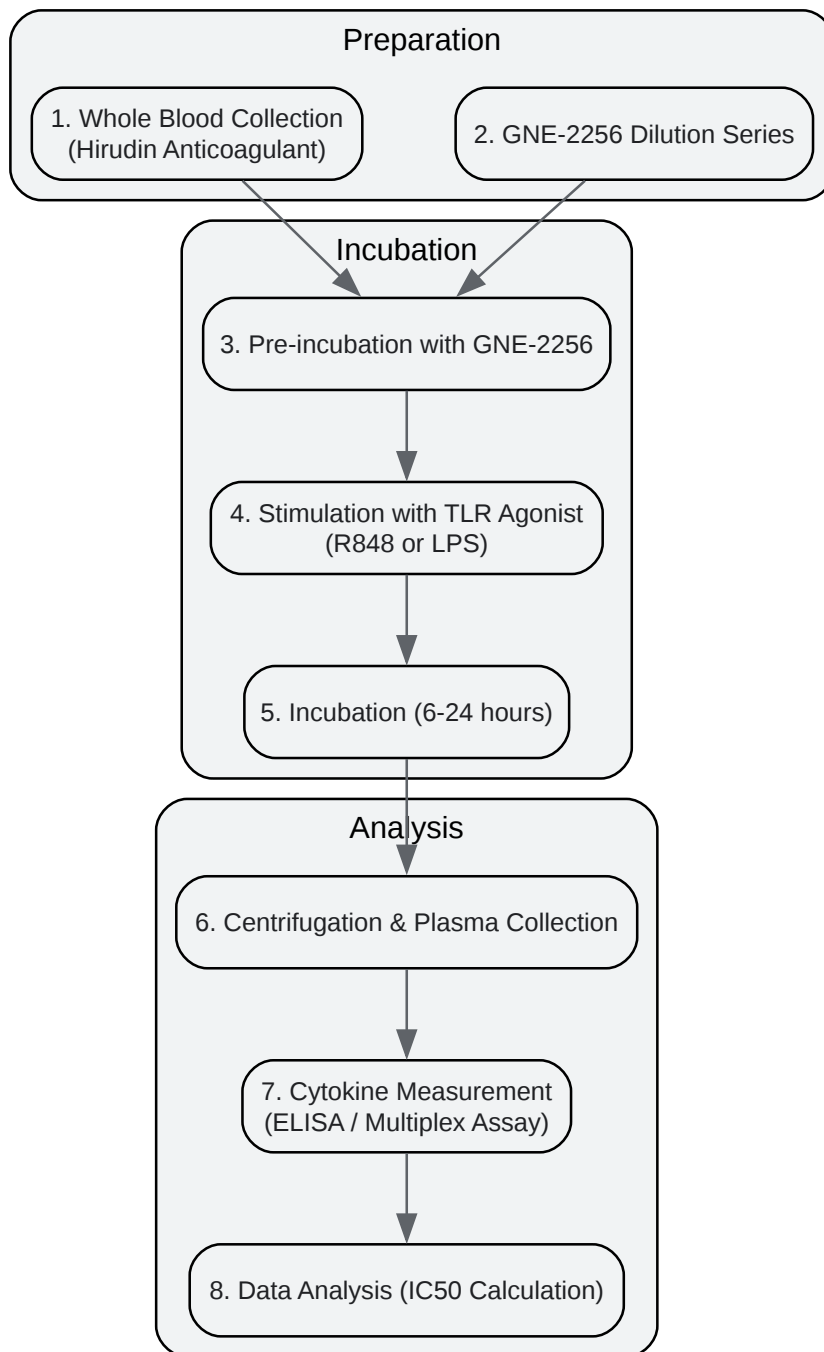 Preparation
1. Whole Blood Collection
(Hirudin Anticoagulant)
2. GNE-2256 Dilution Series
Incubation
3. Pre-incubation with GNE-2256
4. Stimulation with TLR Agonist
(R848 or LPS)
5. Incubation (6-24 hours)
Analysis
6. Centrifugation & Plasma Collection
7. Cytokine Measurement
(ELISA / Multiplex Assay)
8. Data Analysis (IC50 Calculation)